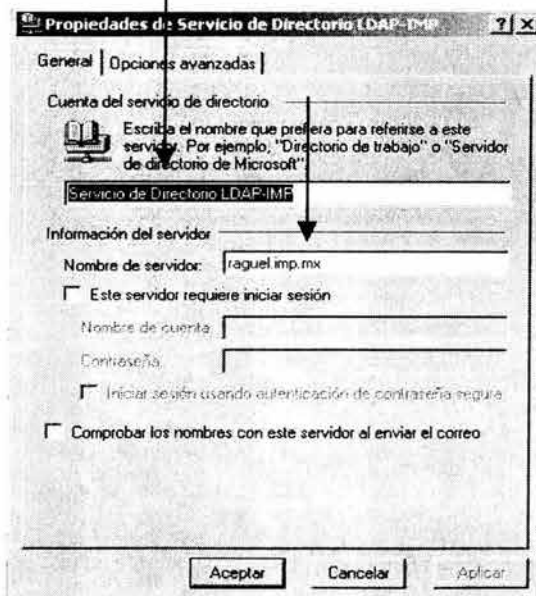 Propiedades de Servicio de Directorio LDAP-IMP
General
Opciones avanzadas
Cuenta del servicio de directorio
Escriba el nombre que prefiera para referirse a este
servidor. Por ejemplo, "Directorio de trabajo" o "Servidor
de directorio de Microsoft".
Servicio de Directorio LDAP-IMP
Información del servidor
Nombre de servidor: raguel.imp.mx
Este servidor requiere iniciar sesión
Nombre de cuenta:
Contraseña:
Iniciar sesión usando autenticación de contraseña segura
Comprobar los nombres con este servidor al enviar el correo
Aceptar
Cancelar
Aplicar